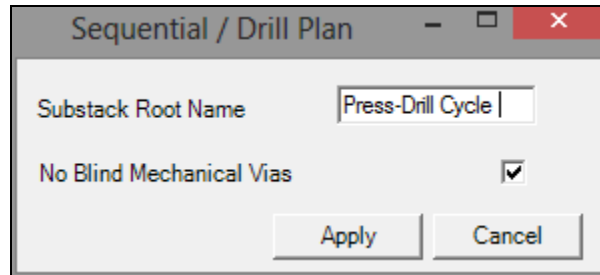 Sequential / Drill Plan
Substack Root Name Press-Drill Cycle
No Blind Mechanical Vias
Apply Cancel